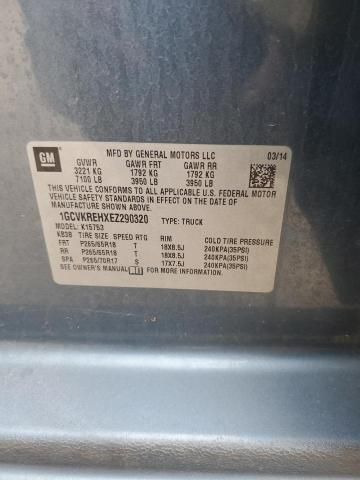 MFD BY GENERAL MOTORS LLC 03/14
GM
GVWR GAWR FRT GAWR RR
3221 KG 1792 KG 1792 KG
7100 LB 3950 LB 3950 LB
THIS VEHICLE CONFORMS TO ALL APPLICABLE U.S. FEDERAL MOTOR
VEHICLE SAFETY AND THEFT PREVENTION STANDARDS IN EFFECT ON
THE DATE OF MANUFACTURE SHOWN ABOVE.
1GCVKREHXEZ290320 TYPE: TRUCK
MODEL: K15753
KB3B TIRE SIZE SPEED RTG RIM COLD TIRE PRESSURE
FRT P265/65R18 T 18X8.5J 240KPA(35PSI)
RR P265/65R18 T 18X8.5J 240KPA(35PSI)
SPA P265/70R17 S 17X7.5J 240KPA(35PSI)
SEE OWNER'S MANUAL FOR MORE INFORMATION.